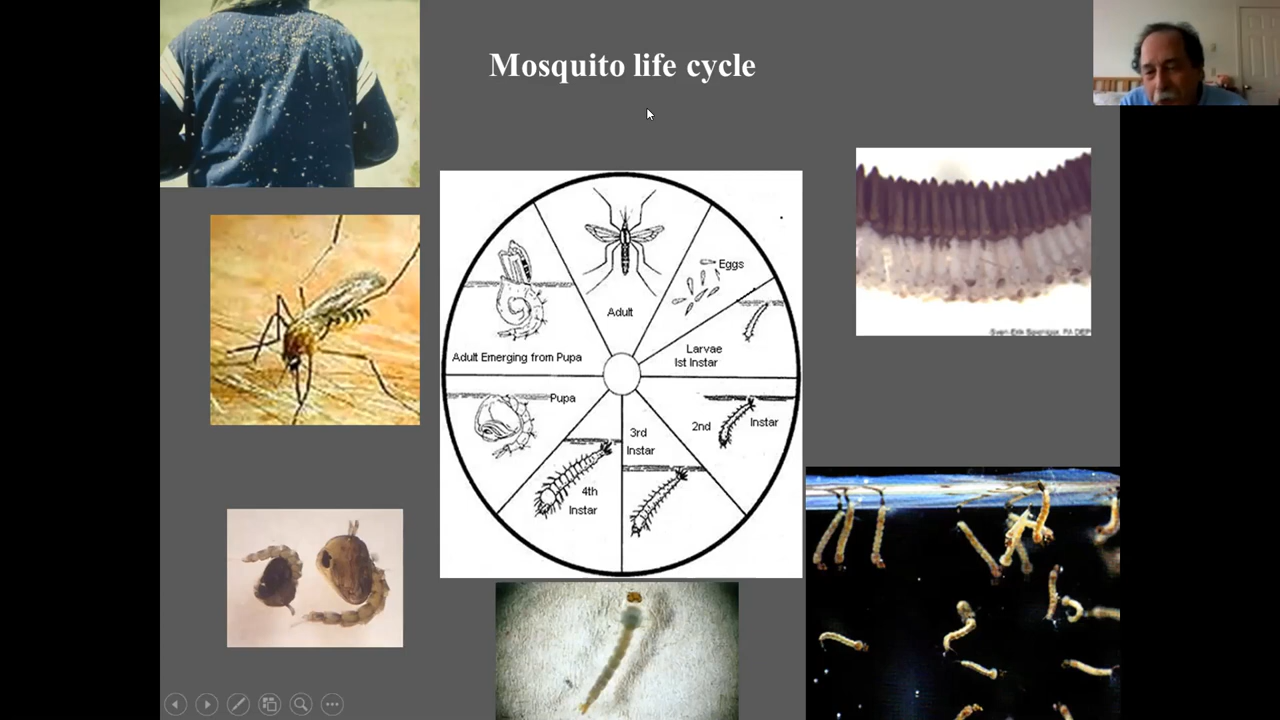 Mosquito life cycle
Eggs
Adult
Larvae
Ist Instar
Adult Emerging from Pupa
Pupa
2nd Instar
3rd
Instar
4th
Instar